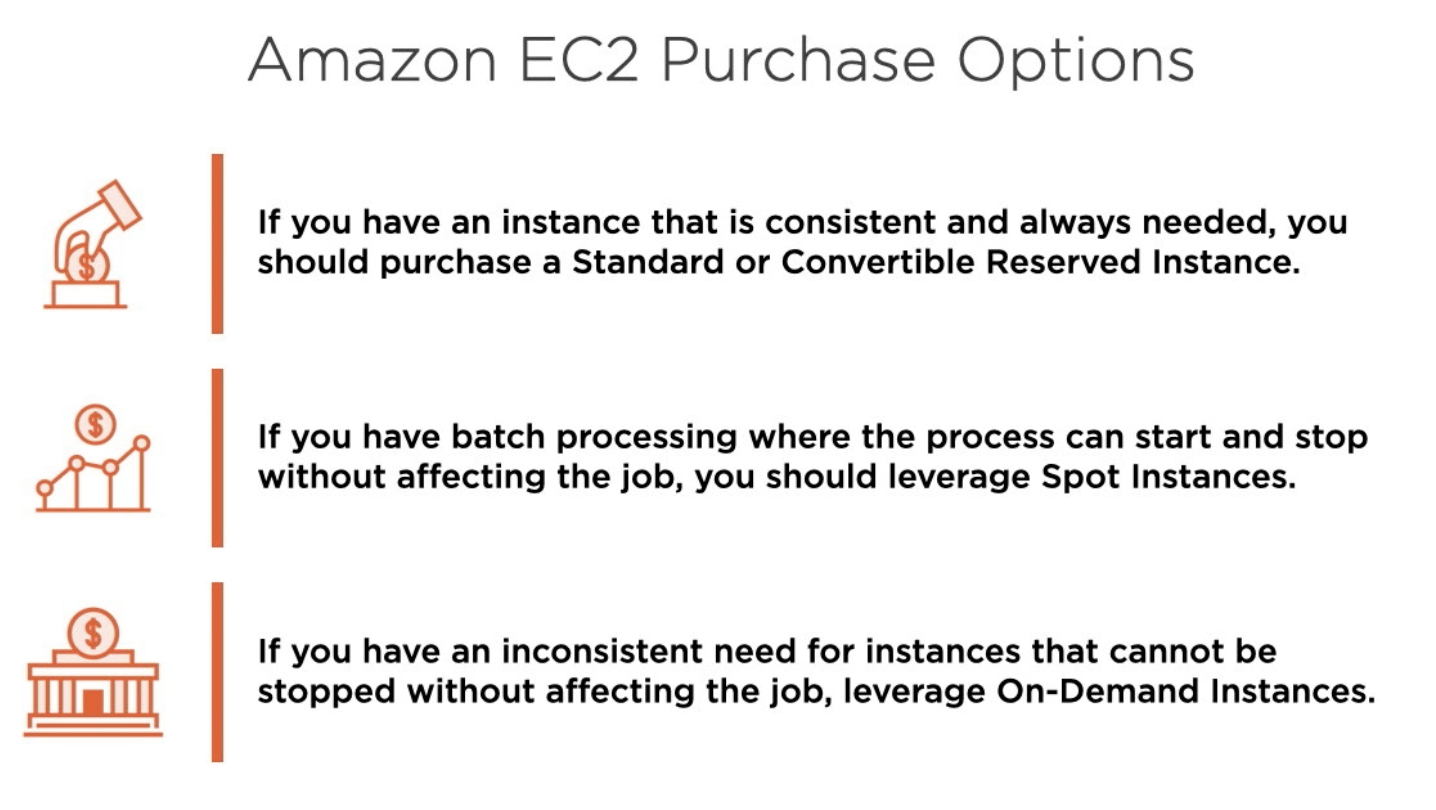 Amazon EC2 Purchase Options
If you have an instance that is consistent and always needed, you
should purchase a Standard or Convertible Reserved Instance.
If you have batch processing where the process can start and stop
without affecting the job, you should leverage Spot Instances.
If you have an inconsistent need for instances that cannot be
stopped without affecting the job, leverage On-Demand Instances.